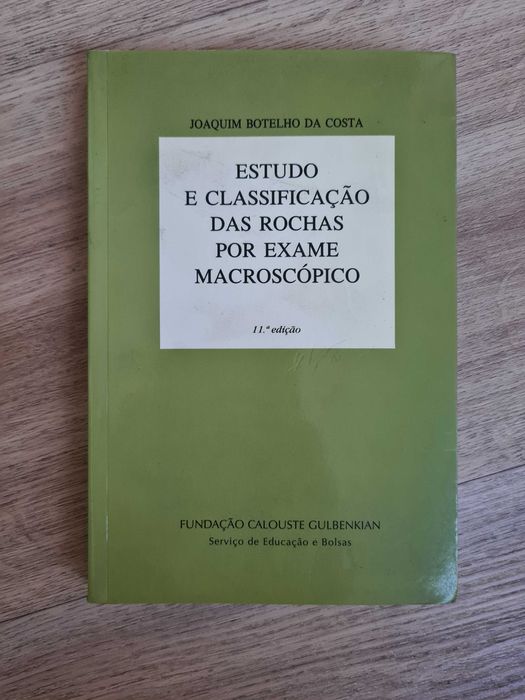 JOAQUIM BOTELHO DA COSTA
ESTUDO
E CLASSIFICAÇÃO
DAS ROCHAS
POR EXAME
MACROSCÓPICO
11.ª edição
FUNDAÇÃO CALOUSTE GULBENKIAN
Serviço de Educação e Bolsas